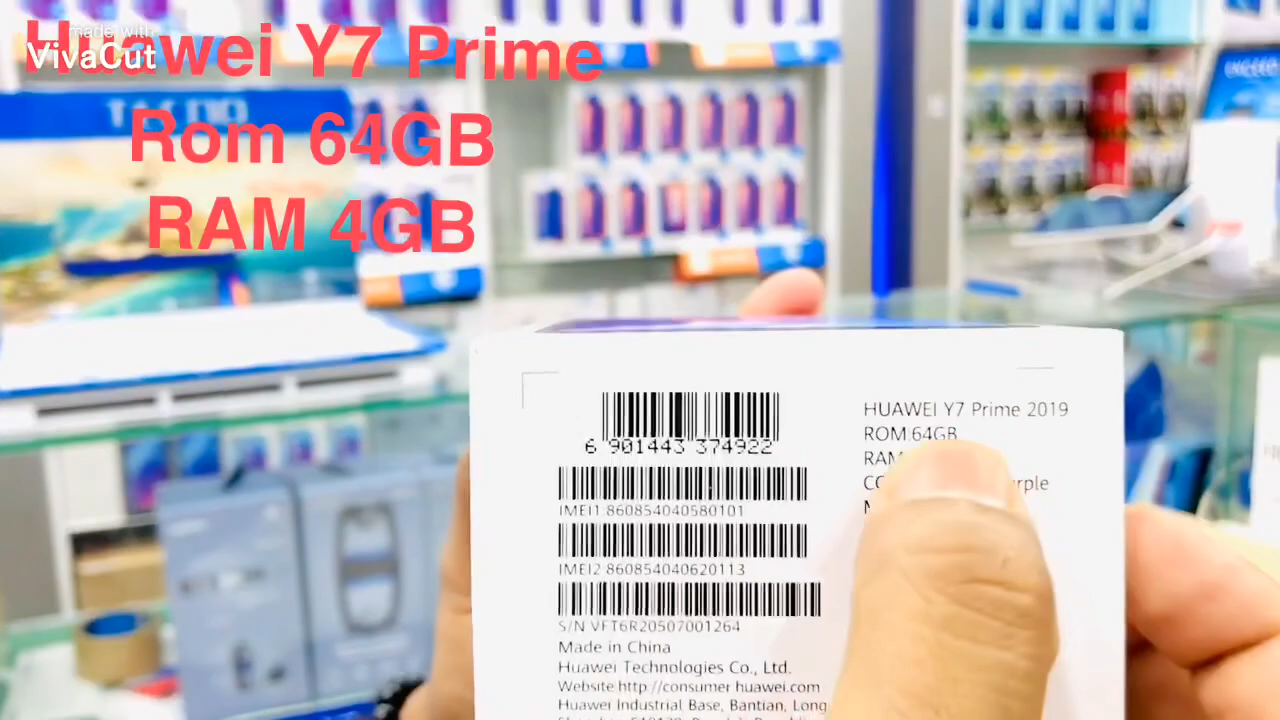 made with
VivaCut
Huawei Y7 Prime
Rom 64GB
RAM 4GB
TECNO
6 901443 374922
IMEI1 860854040580101
IMEI2 860854040620113
S/N VFT6R20507001264
Made in China
Huawei Technologies Co., Ltd.
Website http://consumer huawei.com
Huawei Industrial Base, Bantian, Long
HUAWEI Y7 Prime 2019
ROM 64GB
RAM